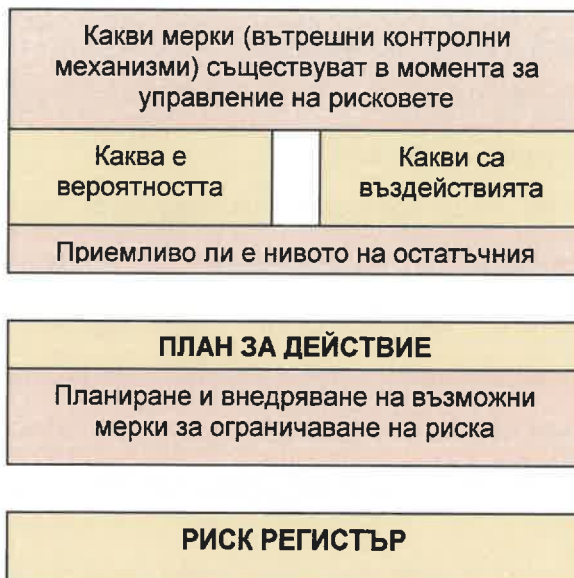 Какви мерки (вътрешни контролни
механизми) съществуват в момента за
управление на рисковете
Каква е
вероятността
Какви са
въздействията
Приемливо ли е нивото на остатъчния
ПЛАН ЗА ДЕЙСТВИЕ
Планиране и внедряване на възможни
мерки за ограничаване на риска
РИСК РЕГИСТЪР